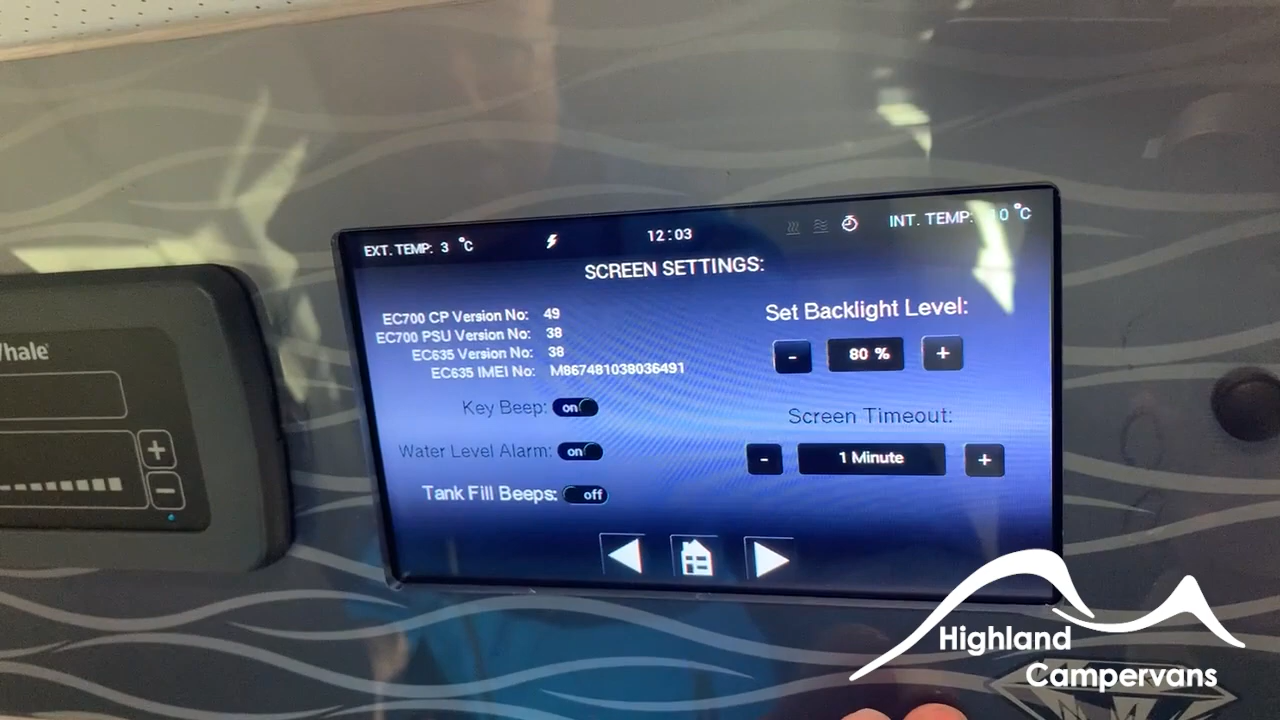 EXT. TEMP: 3 °C
12:03
INT. TEMP: 10 °C
SCREEN SETTINGS:
EC700 CP Version No: 49
EC700 PSU Version No: 38
EC635 Version No: 38
EC635 IMEI No: M867481038036491
Key Beep: on
Water Level Alarm: on
Tank Fill Beeps: off
Set Backlight Level:
- 80 % +
Screen Timeout:
- 1 Minute +
+
-
Highland
Campervans